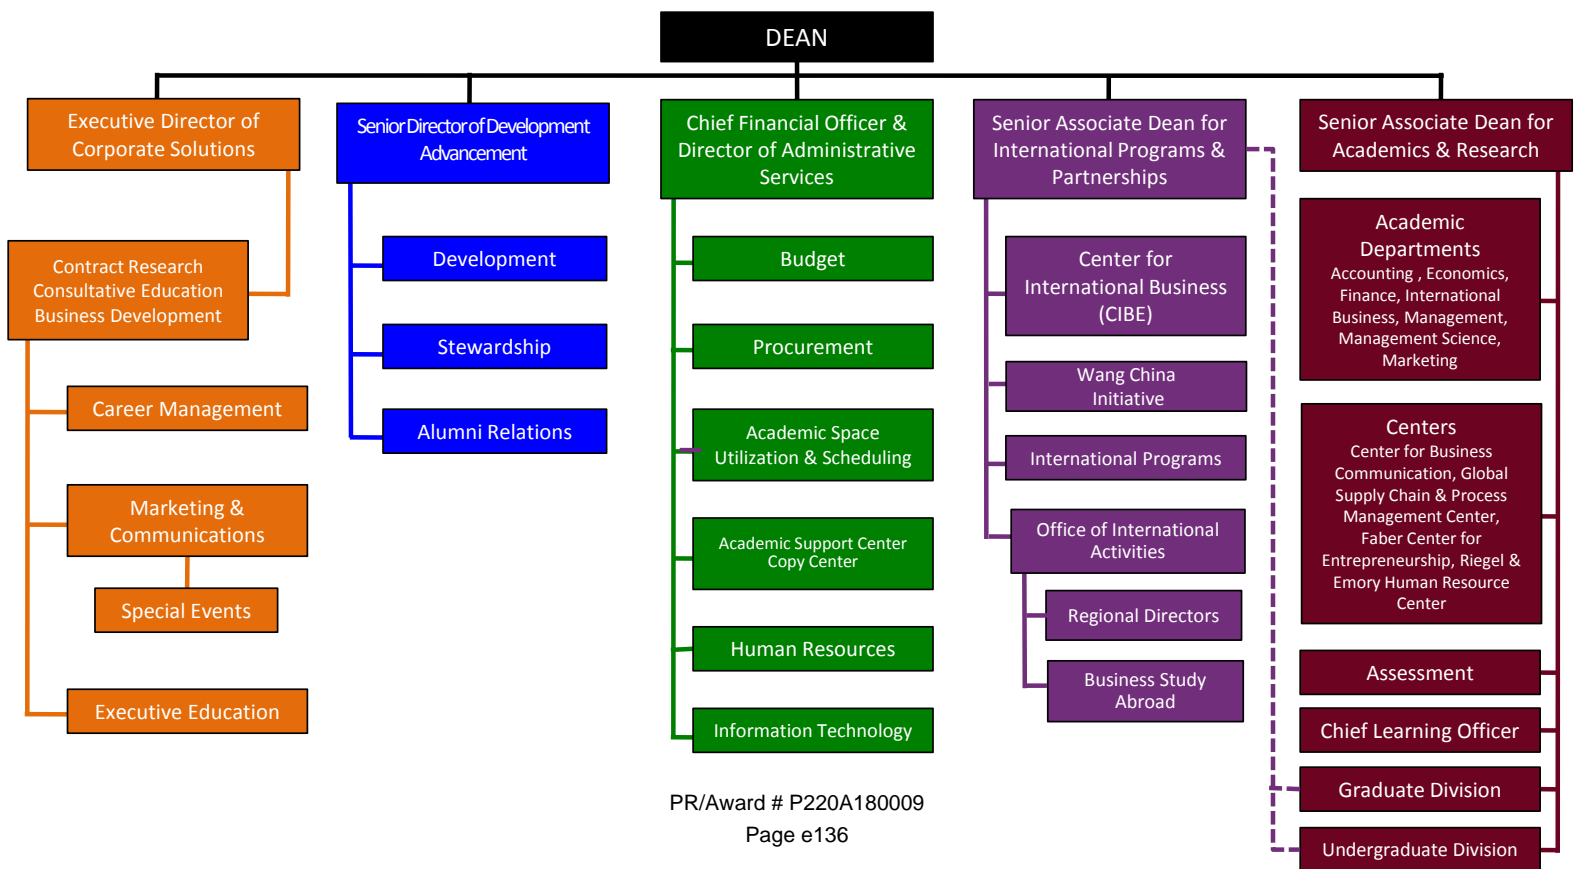 DEAN
Executive Director of
Corporate Solutions
Contract Research
Consultative Education
Business Development
Career Management
Marketing &
Communications
Special Events
Executive Education
Senior Director of Development
Advancement
Development
Stewardship
Alumni Relations
Chief Financial Officer &
Director of Administrative
Services
Budget
Procurement
Academic Space
Utilization & Scheduling
Academic Support Center
Copy Center
Human Resources
Information Technology
Senior Associate Dean for
International Programs &
Partnerships
Center for
International Business
(CIBE)
Wang China
Initiative
International Programs
Office of International
Activities
Regional Directors
Business Study
Abroad
Senior Associate Dean for
Academics & Research
Academic
Departments
Accounting , Economics,
Finance, International
Business, Management,
Management Science,
Marketing
Centers
Center for Business
Communication, Global
Supply Chain & Process
Management Center,
Faber Center for
Entrepreneurship, Riegel &
Emory Human Resource
Center
Assessment
Chief Learning Officer
Graduate Division
Undergraduate Division
PR/Award # P220A180009
Page e136